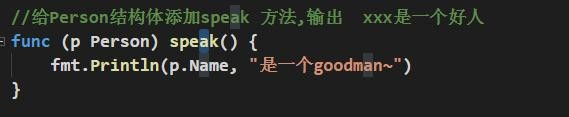 //给Person结构体添加speak 方法,输出  xxx是一个好人
func (p Person) speak() {
    fmt.Println(p.Name, "是一个goodman~")
}